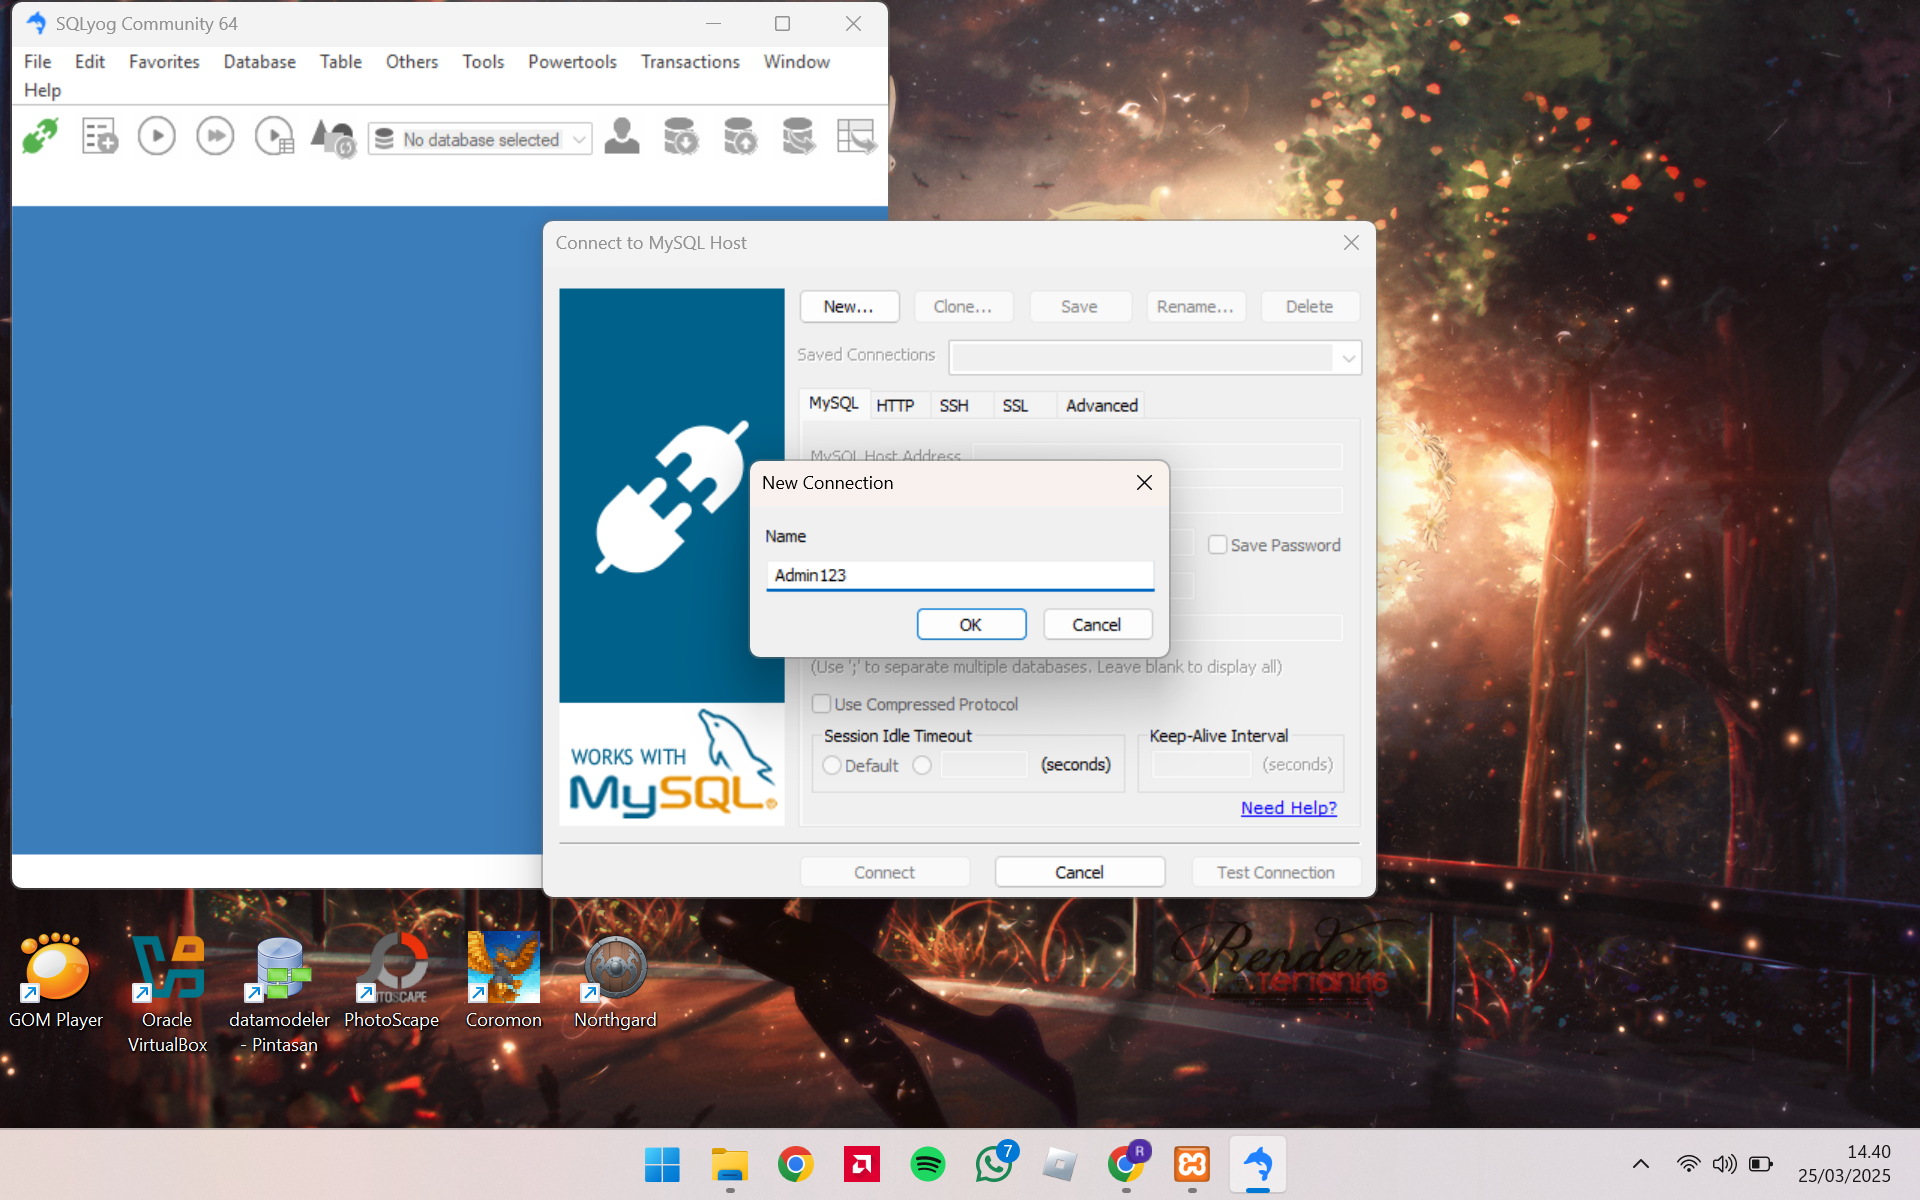 SQLyog Community 64
File Edit Favorites Database Table Others Tools Powertools Transactions Window
Help
No database selected
Connect to MySQL Host
New... Clone... Save Rename... Delete
Saved Connections
MySQL HTTP SSH SSL Advanced
MySQL Host Address
New Connection
Name
Save Password
Admin123
OK Cancel
(Use ';' to separate multiple databases. Leave blank to display all)
Use Compressed Protocol
Session Idle Timeout Keep-Alive Interval
Default (seconds) (seconds)
Need Help?
WORKS WITH
MySQL®
Connect Cancel Test Connection
Render
TERIANI16
PHOTOSCAPE
GOM Player
Oracle
VirtualBox
datamodeler
- Pintasan
PhotoScape
Coromon
Northgard
7
R
14.40
25/03/2025